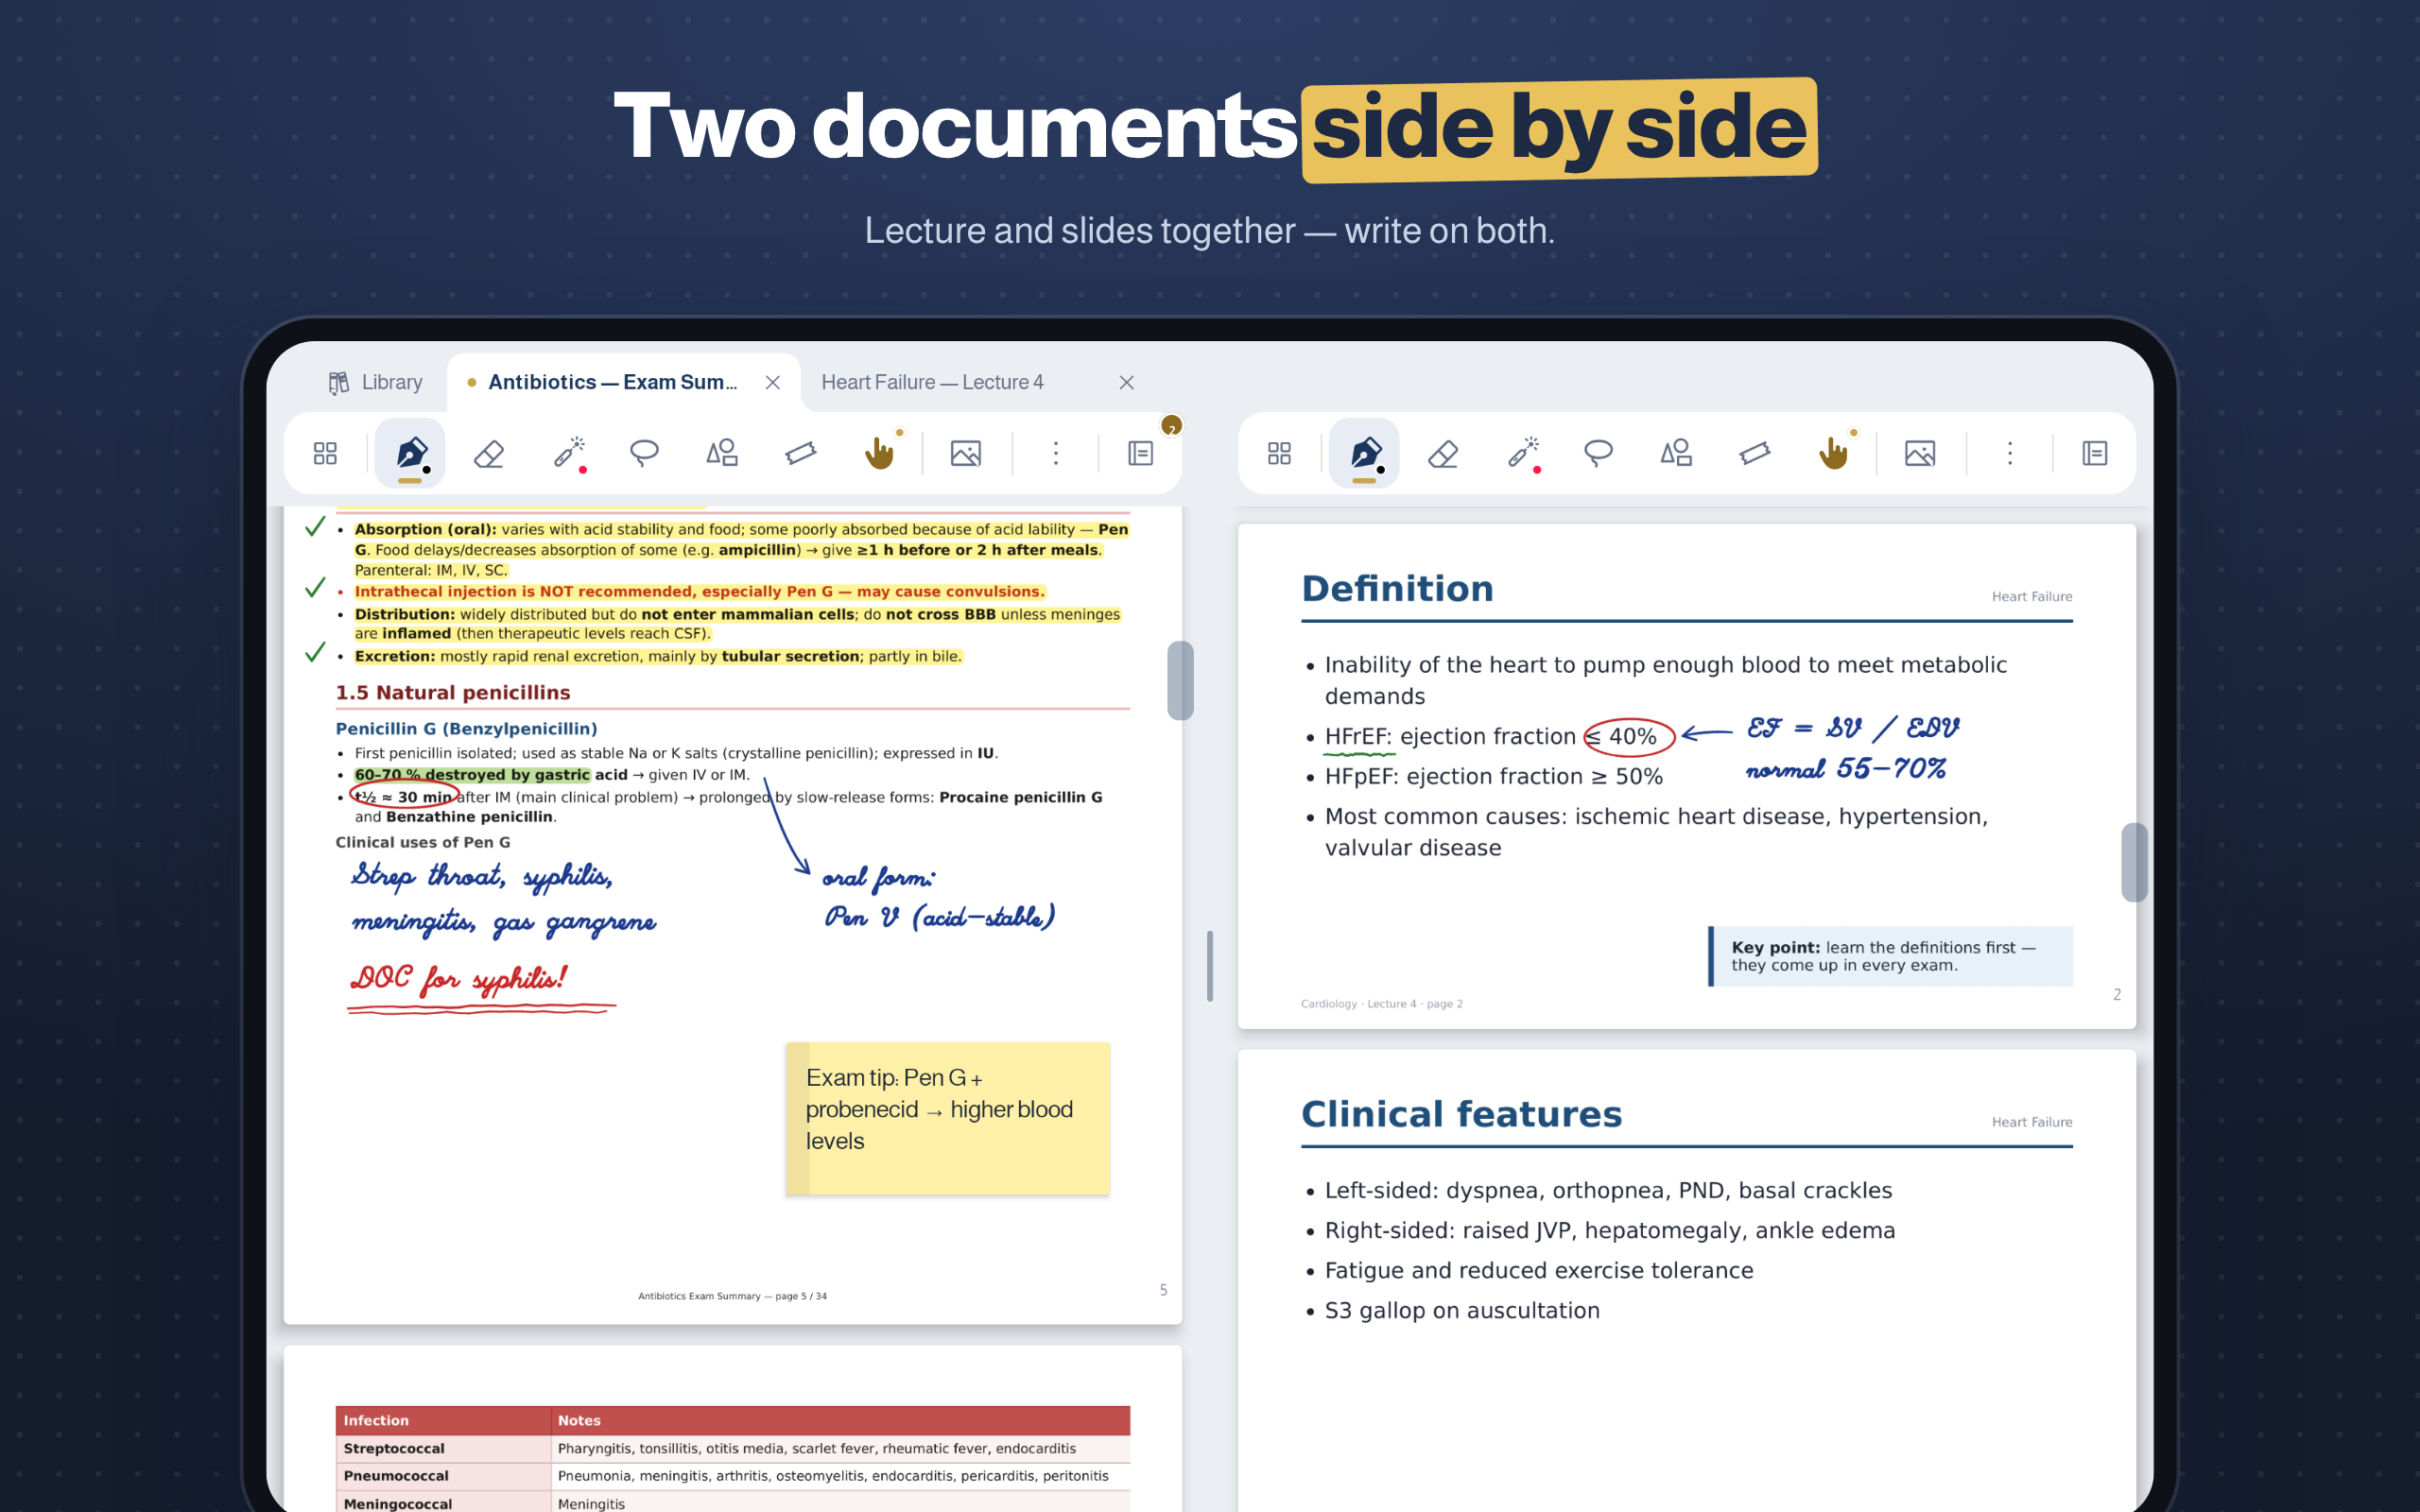 Two documents side by side
Lecture and slides together — write on both.
Library
Antibiotics — Exam Sum...
Heart Failure — Lecture 4
2
• Absorption (oral): varies with acid stability and food; some poorly absorbed because of acid lability — Pen
G. Food delays/decreases absorption of some (e.g. ampicillin) → give ≥1 h before or 2 h after meals.
Parenteral: IM, IV, SC.
• Intrathecal injection is NOT recommended, especially Pen G — may cause convulsions.
• Distribution: widely distributed but do not enter mammalian cells; do not cross BBB unless meninges
are inflamed (then therapeutic levels reach CSF).
• Excretion: mostly rapid renal excretion, mainly by tubular secretion; partly in bile.
1.5 Natural penicillins
Penicillin G (Benzylpenicillin)
• First penicillin isolated; used as stable Na or K salts (crystalline penicillin); expressed in IU.
• 60–70 % destroyed by gastric acid → given IV or IM.
• t½ ≈ 30 min after IM (main clinical problem) → prolonged by slow-release forms: Procaine penicillin G
and Benzathine penicillin.
Clinical uses of Pen G
Strep throat, syphilis,
meningitis, gas gangrene
oral form:
Pen V (acid-stable)
DOC for syphilis!
Exam tip: Pen G +
probenecid → higher blood
levels
Antibiotics Exam Summary — page 5 / 34
5
Infection Notes
Streptococcal Pharyngitis, tonsillitis, otitis media, scarlet fever, rheumatic fever, endocarditis
Pneumococcal Pneumonia, meningitis, arthritis, osteomyelitis, endocarditis, pericarditis, peritonitis
Meningococcal Meningitis
Definition
Heart Failure
• Inability of the heart to pump enough blood to meet metabolic
demands
• HFrEF: ejection fraction ≤ 40%
EF = SV / EDV
• HFpEF: ejection fraction ≥ 50%
normal 55-70%
• Most common causes: ischemic heart disease, hypertension,
valvular disease
Key point: learn the definitions first —
they come up in every exam.
Cardiology · Lecture 4 · page 2
2
Clinical features
Heart Failure
• Left-sided: dyspnea, orthopnea, PND, basal crackles
• Right-sided: raised JVP, hepatomegaly, ankle edema
• Fatigue and reduced exercise tolerance
• S3 gallop on auscultation